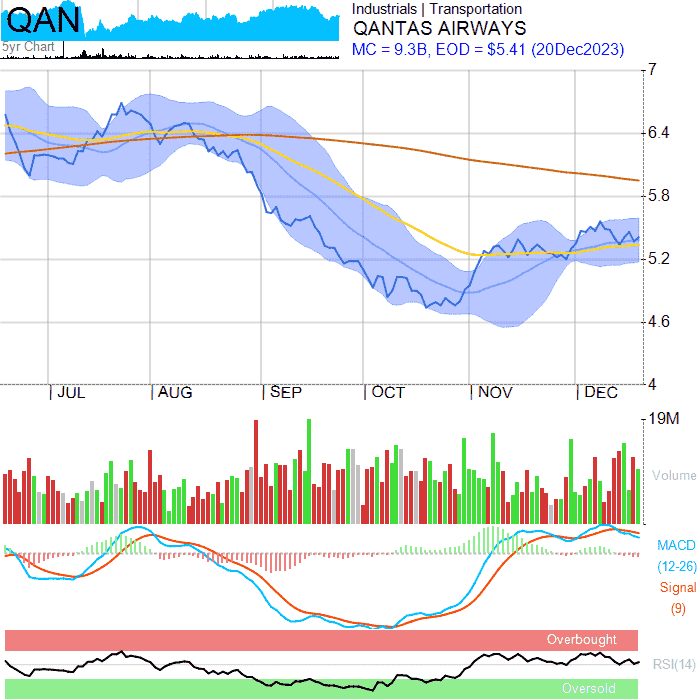 QAN
5yr Chart
Industrials | Transportation
QANTAS AIRWAYS
MC = 9.3B, EOD = $5.41 (20Dec2023)
7
6.4
5.8
5.2
4.6
4
| JUL | AUG | SEP | OCT | NOV | DEC
19M
Volume
MACD
(12-26)
Signal
(9)
Overbought
RSI(14)
Oversold